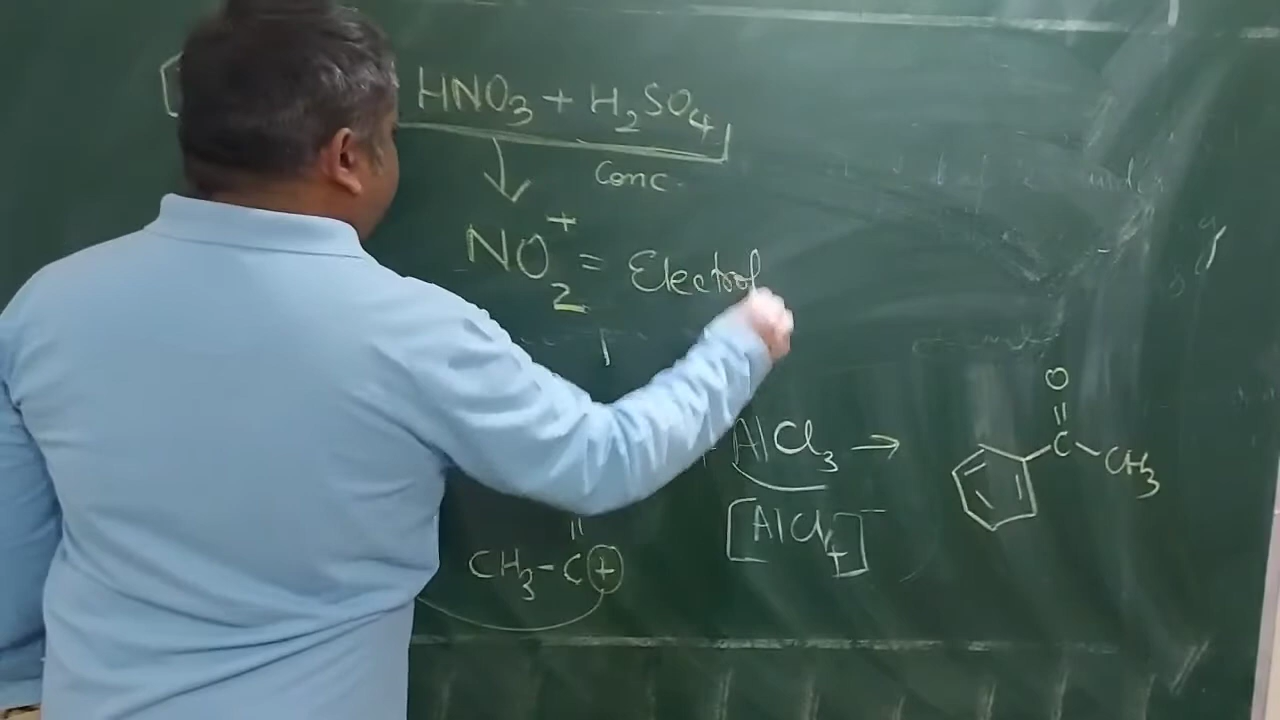 HNO₃ + H₂SO₄
Conc.
NO₂⁺ = Electrof
AlCl₃ →
O
C
CH₃
[AlCl₄]⁻
CH₃-C+